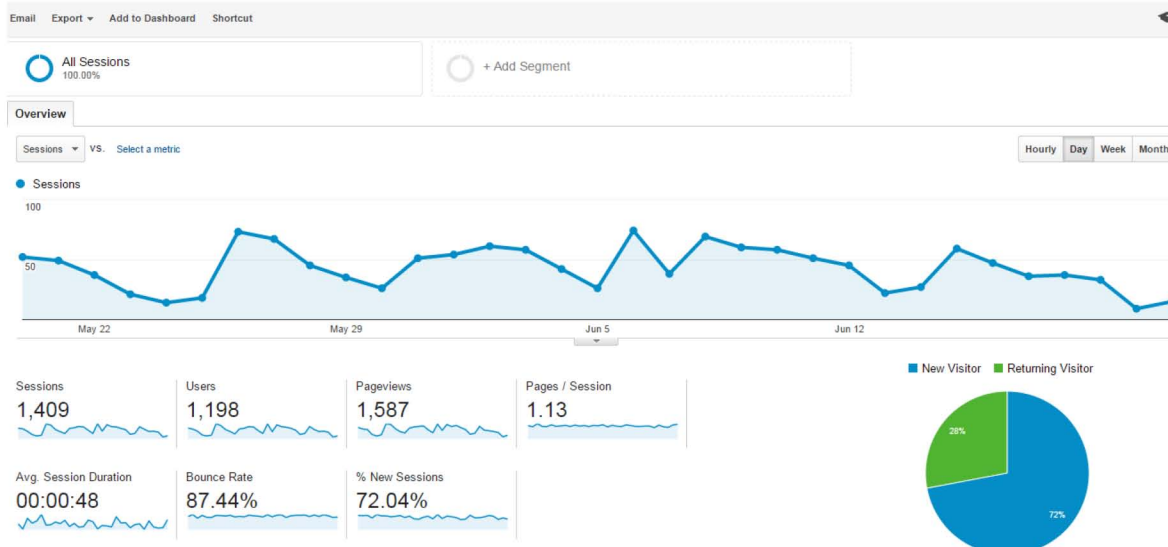 Email Export Add to Dashboard Shortcut
All Sessions
100.00%
+ Add Segment
Overview
Sessions VS. Select a metric
Hourly Day Week Month
Sessions
100
50
May 22 May 29 Jun 5 Jun 12
New Visitor Returning Visitor
Sessions Users Pageviews Pages / Session
1,409 1,198 1,587 1.13
28%
Avg. Session Duration Bounce Rate % New Sessions
00:00:48 87.44% 72.04%
72%